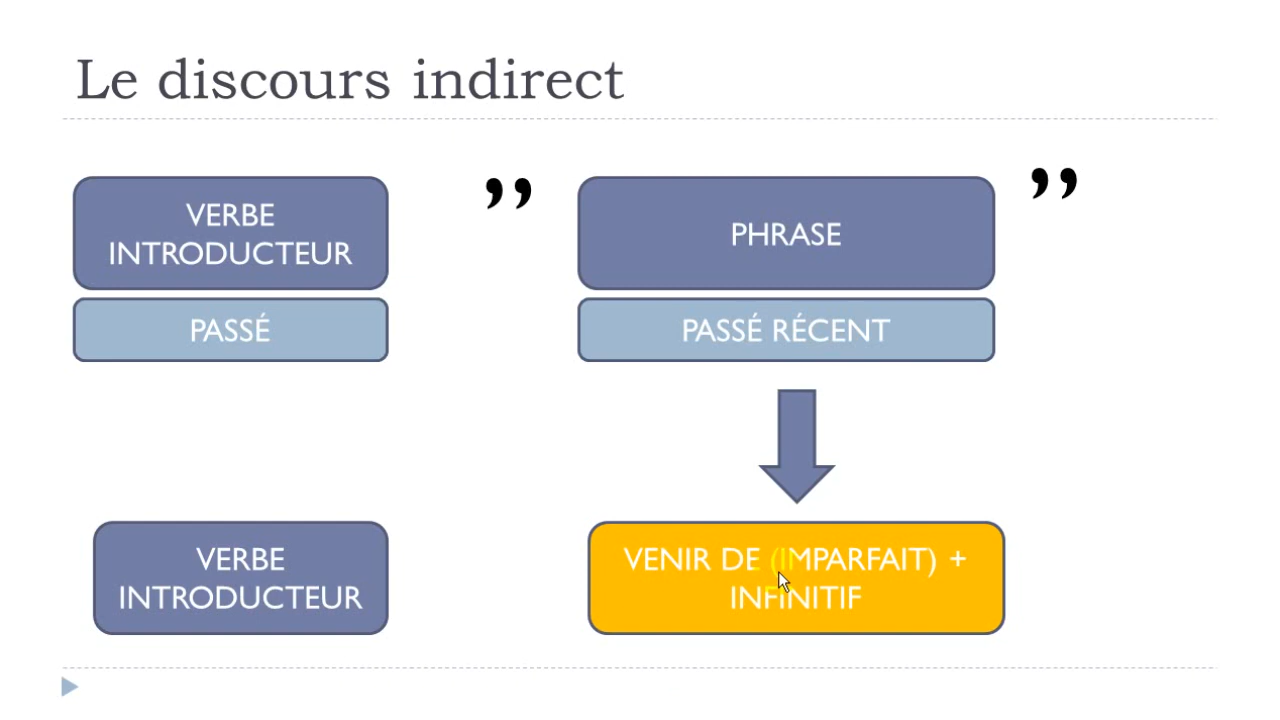 Le discours indirect
VERBE
INTRODUCTEUR
”
PHRASE
”
PASSÉ
PASSÉ RÉCENT
VERBE
INTRODUCTEUR
VENIR DE (IMPARFAIT) +
INFINITIF